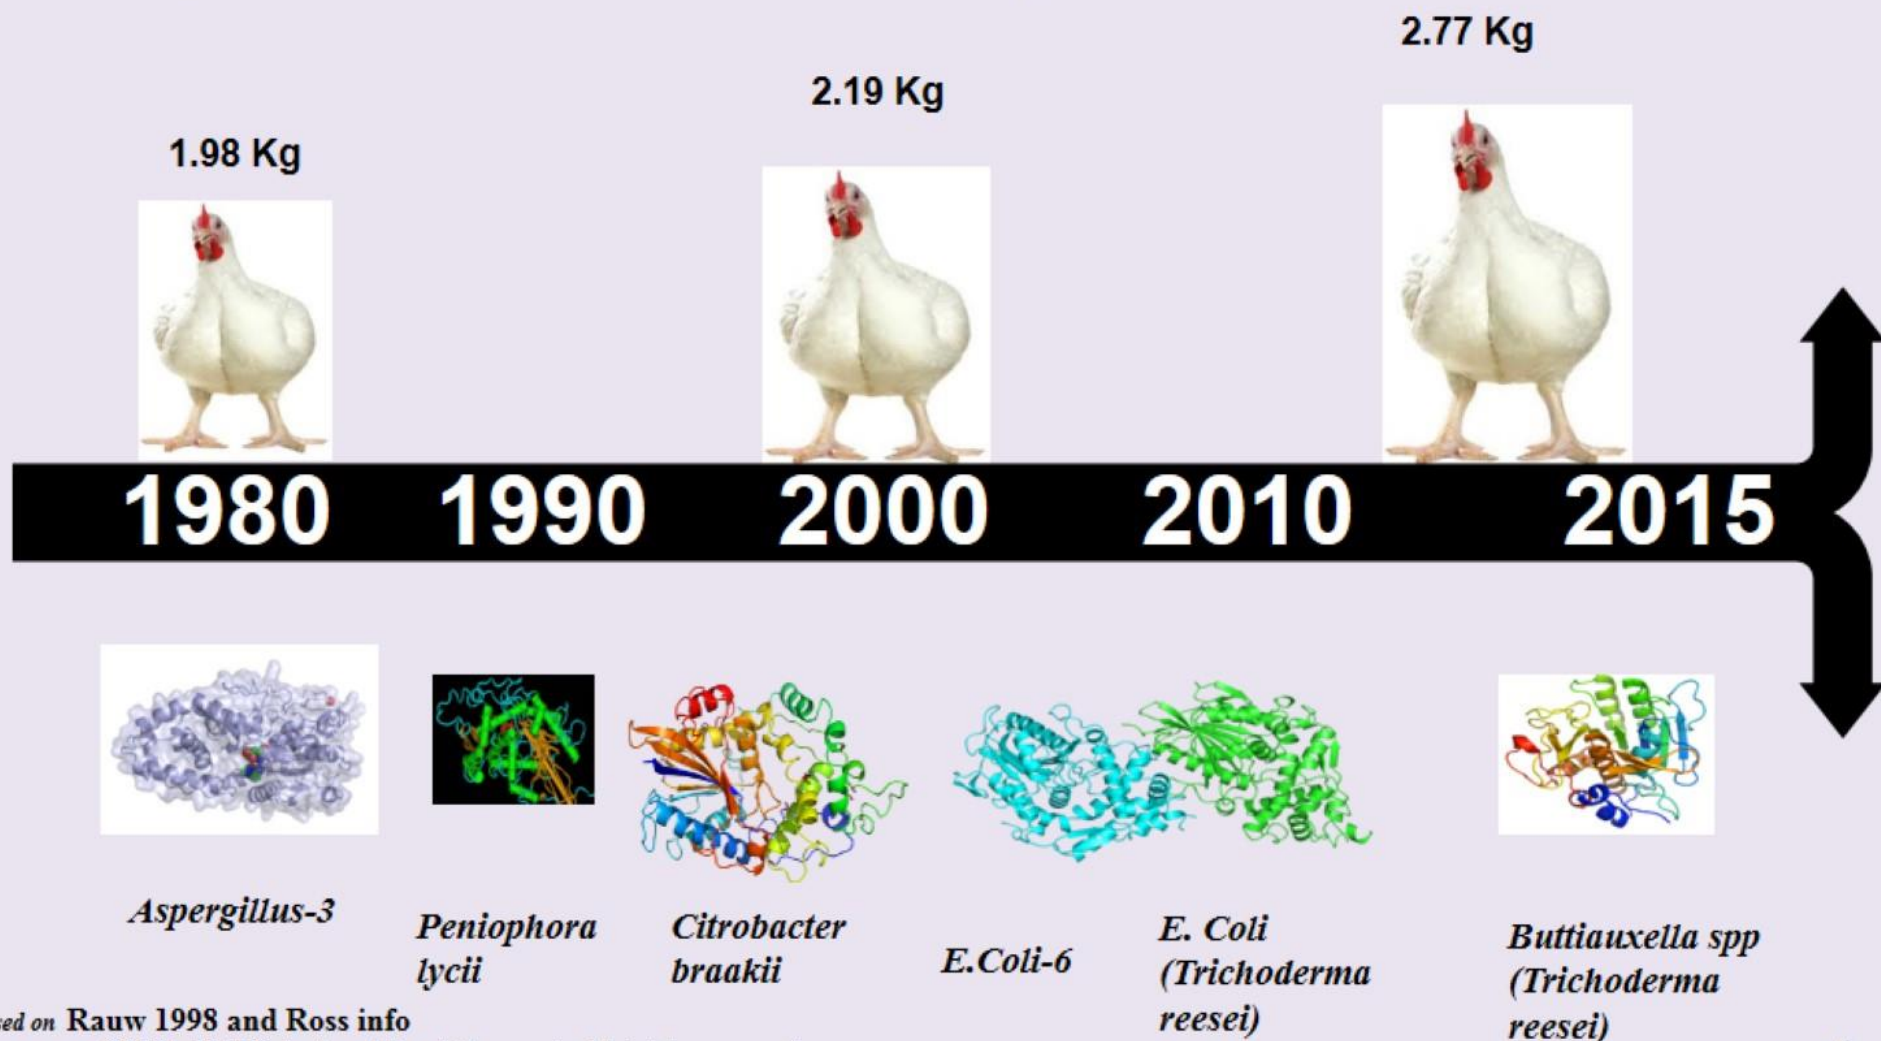 2.77 Kg
2.19 Kg
1.98 Kg
1980 1990 2000 2010 2015
Aspergillus-3
Peniophora
lycii
Citrobacter
braakii
E.Coli-6
E. Coli
(Trichoderma
reesei)
Buttiauxella spp
(Trichoderma
reesei)
on Rauw 1998 and Ross info